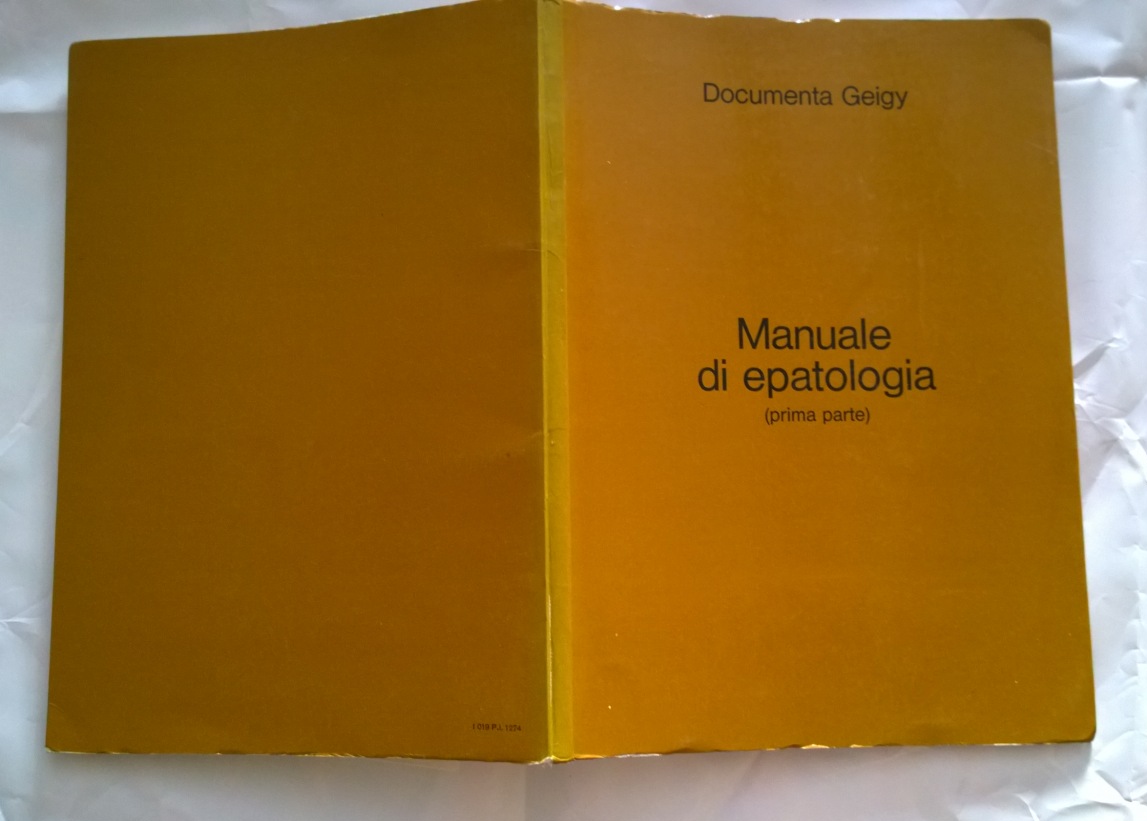 Documenta Geigy
Manuale
di epatologia
(prima parte)